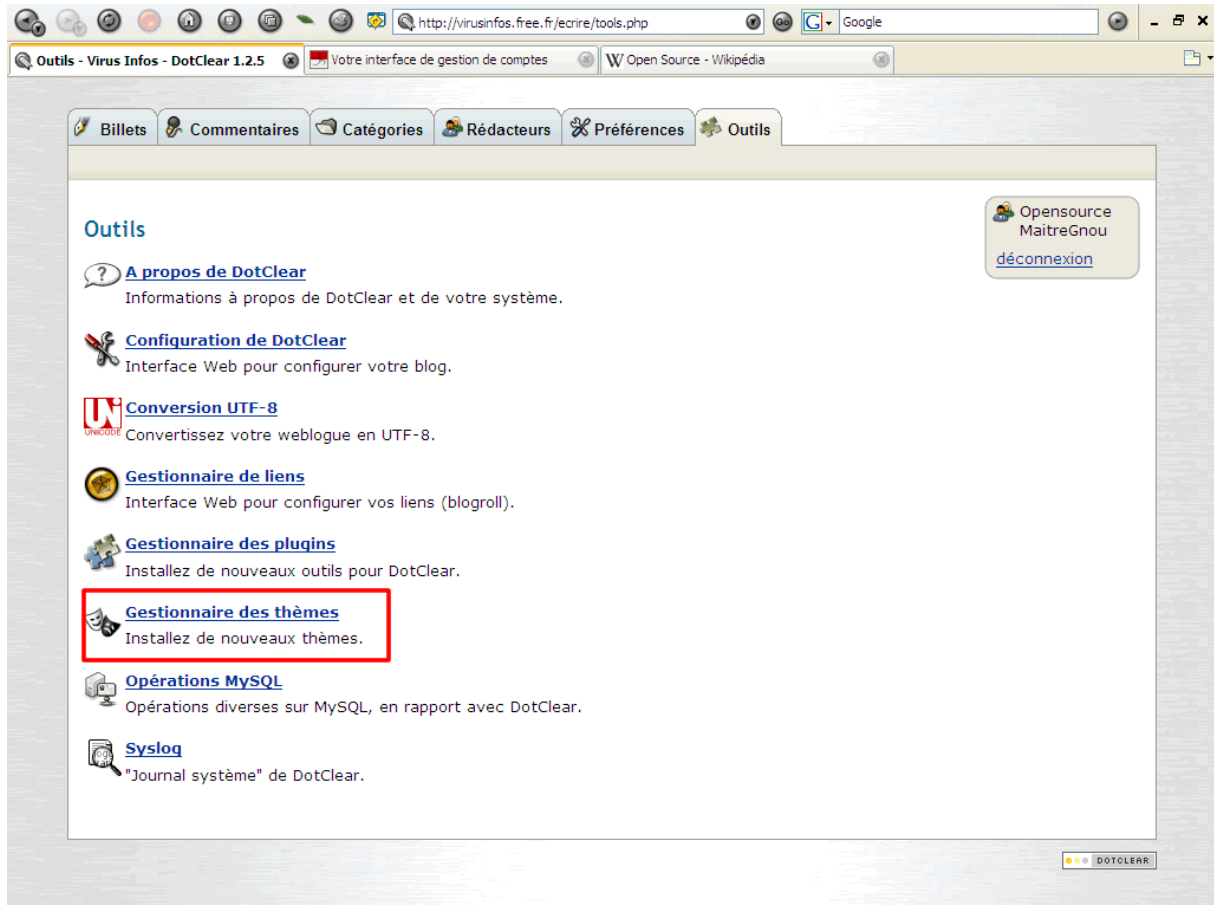 http://virusinfos.free.fr/ecrire/tools.php
G Google
Outils - Virus Infos - DotClear 1.2.5
Votre interface de gestion de comptes
W Open Source - Wikipédia
Billets
Commentaires
Catégories
Rédacteurs
Préférences
Outils
Outils
Opensource
MaitreGnou
déconnexion
A propos de DotClear
Informations à propos de DotClear et de votre système.
Configuration de DotClear
Interface Web pour configurer votre blog.
UNICODE
Conversion UTF-8
Convertissez votre weblogue en UTF-8.
Gestionnaire de liens
Interface Web pour configurer vos liens (blogroll).
Gestionnaire des plugins
Installez de nouveaux outils pour DotClear.
Gestionnaire des thèmes
Installez de nouveaux thèmes.
Opérations MySQL
Opérations diverses sur MySQL, en rapport avec DotClear.
Syslog
"Journal système" de DotClear.
DOTCLEAR